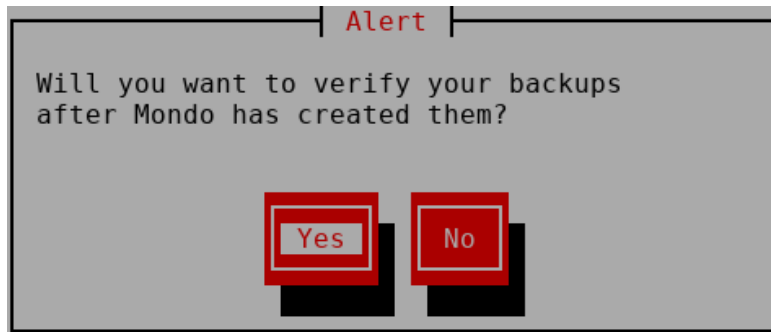 Alert
Will you want to verify your backups
after Mondo has created them?
Yes No